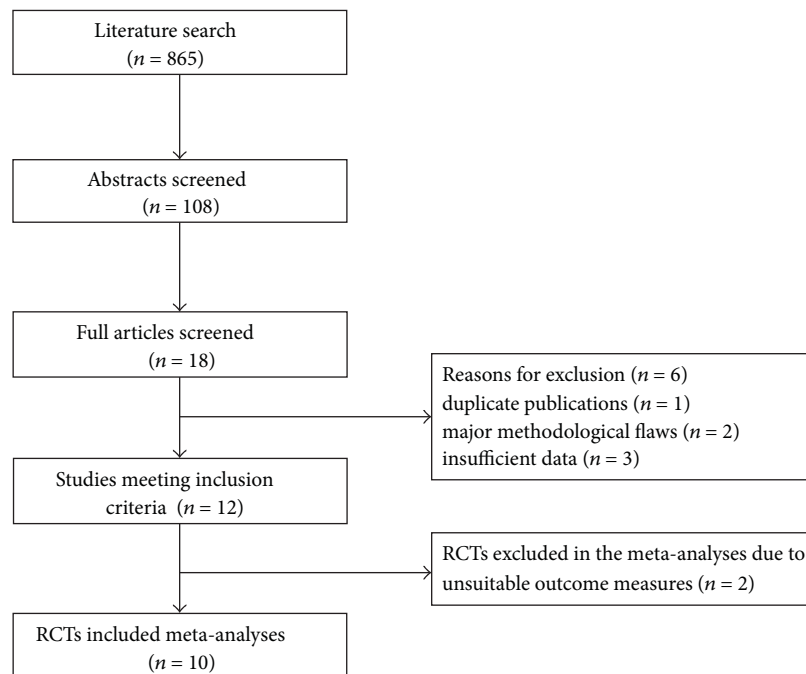 Literature search
(n = 865)
Abstracts screened
(n = 108)
Full articles screened
(n = 18)
Reasons for exclusion (n = 6)
duplicate publications (n = 1)
major methodological flaws (n = 2)
insufficient data (n = 3)
Studies meeting inclusion
criteria (n = 12)
RCTs excluded in the meta-analyses due to
unsuitable outcome measures (n = 2)
RCTs included meta-analyses
(n = 10)